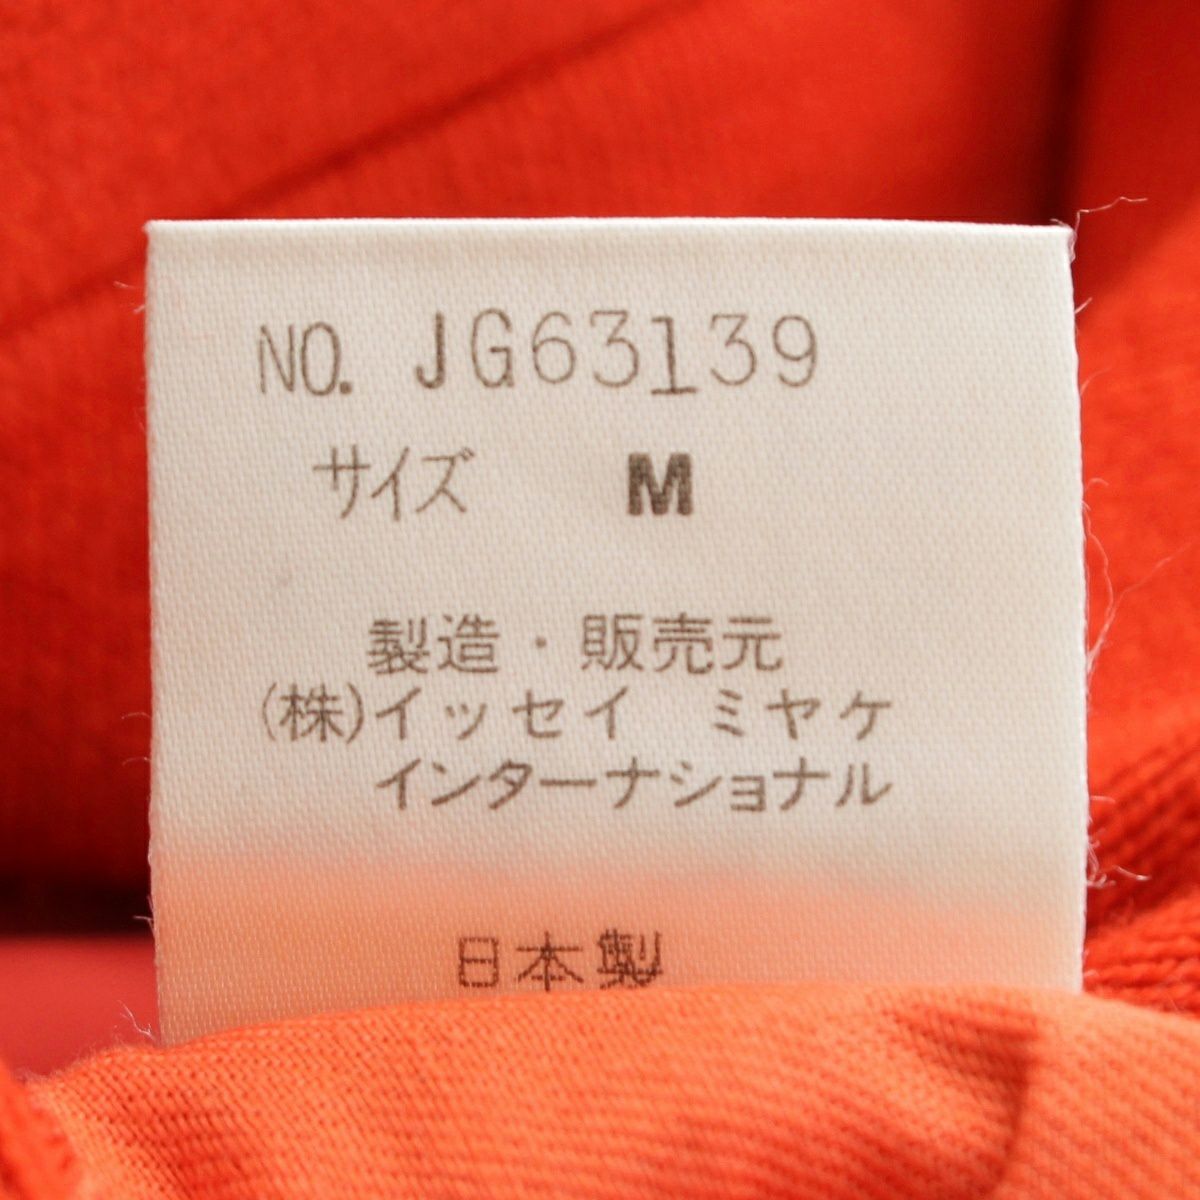 NO. JG63139
サイズ M
製造・販売元
(株)イッセイ ミヤケ
インターナショナル
日本製